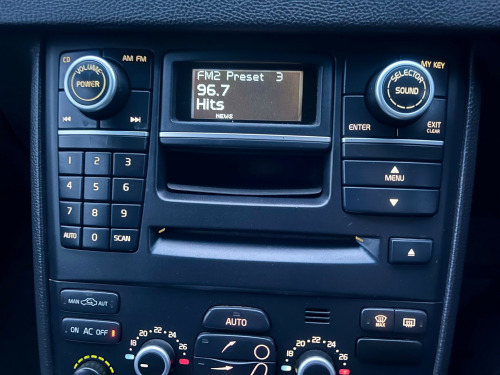 CD
AM FM
VOLUME
POWER
FM2 Preset 3
96.7
Hits
NEWS
SELECTOR
SOUND
MY KEY
ENTER
EXIT
CLEAR
MENU
1 2 3
4 5 6
7 8 9
AUTO 0 SCAN
MAN AUT
ON AC OFF
AUTO
MAX
18 20 22 24 26
18 20 22 24 26